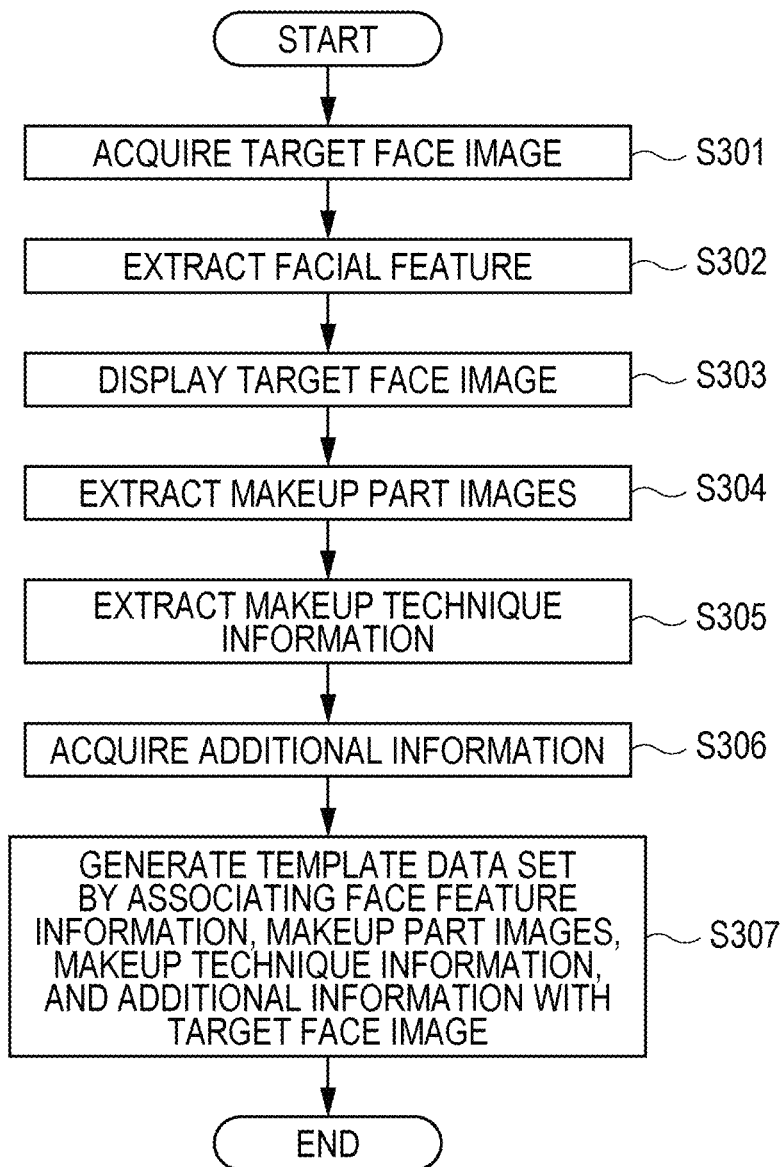 START
ACQUIRE TARGET FACE IMAGE S301
EXTRACT FACIAL FEATURE S302
DISPLAY TARGET FACE IMAGE S303
EXTRACT MAKEUP PART IMAGES S304
EXTRACT MAKEUP TECHNIQUE
INFORMATION
S305
ACQUIRE ADDITIONAL INFORMATION S306
GENERATE TEMPLATE DATA SET
BY ASSOCIATING FACE FEATURE
INFORMATION, MAKEUP PART IMAGES,
MAKEUP TECHNIQUE INFORMATION,
AND ADDITIONAL INFORMATION WITH
TARGET FACE IMAGE
S307
END